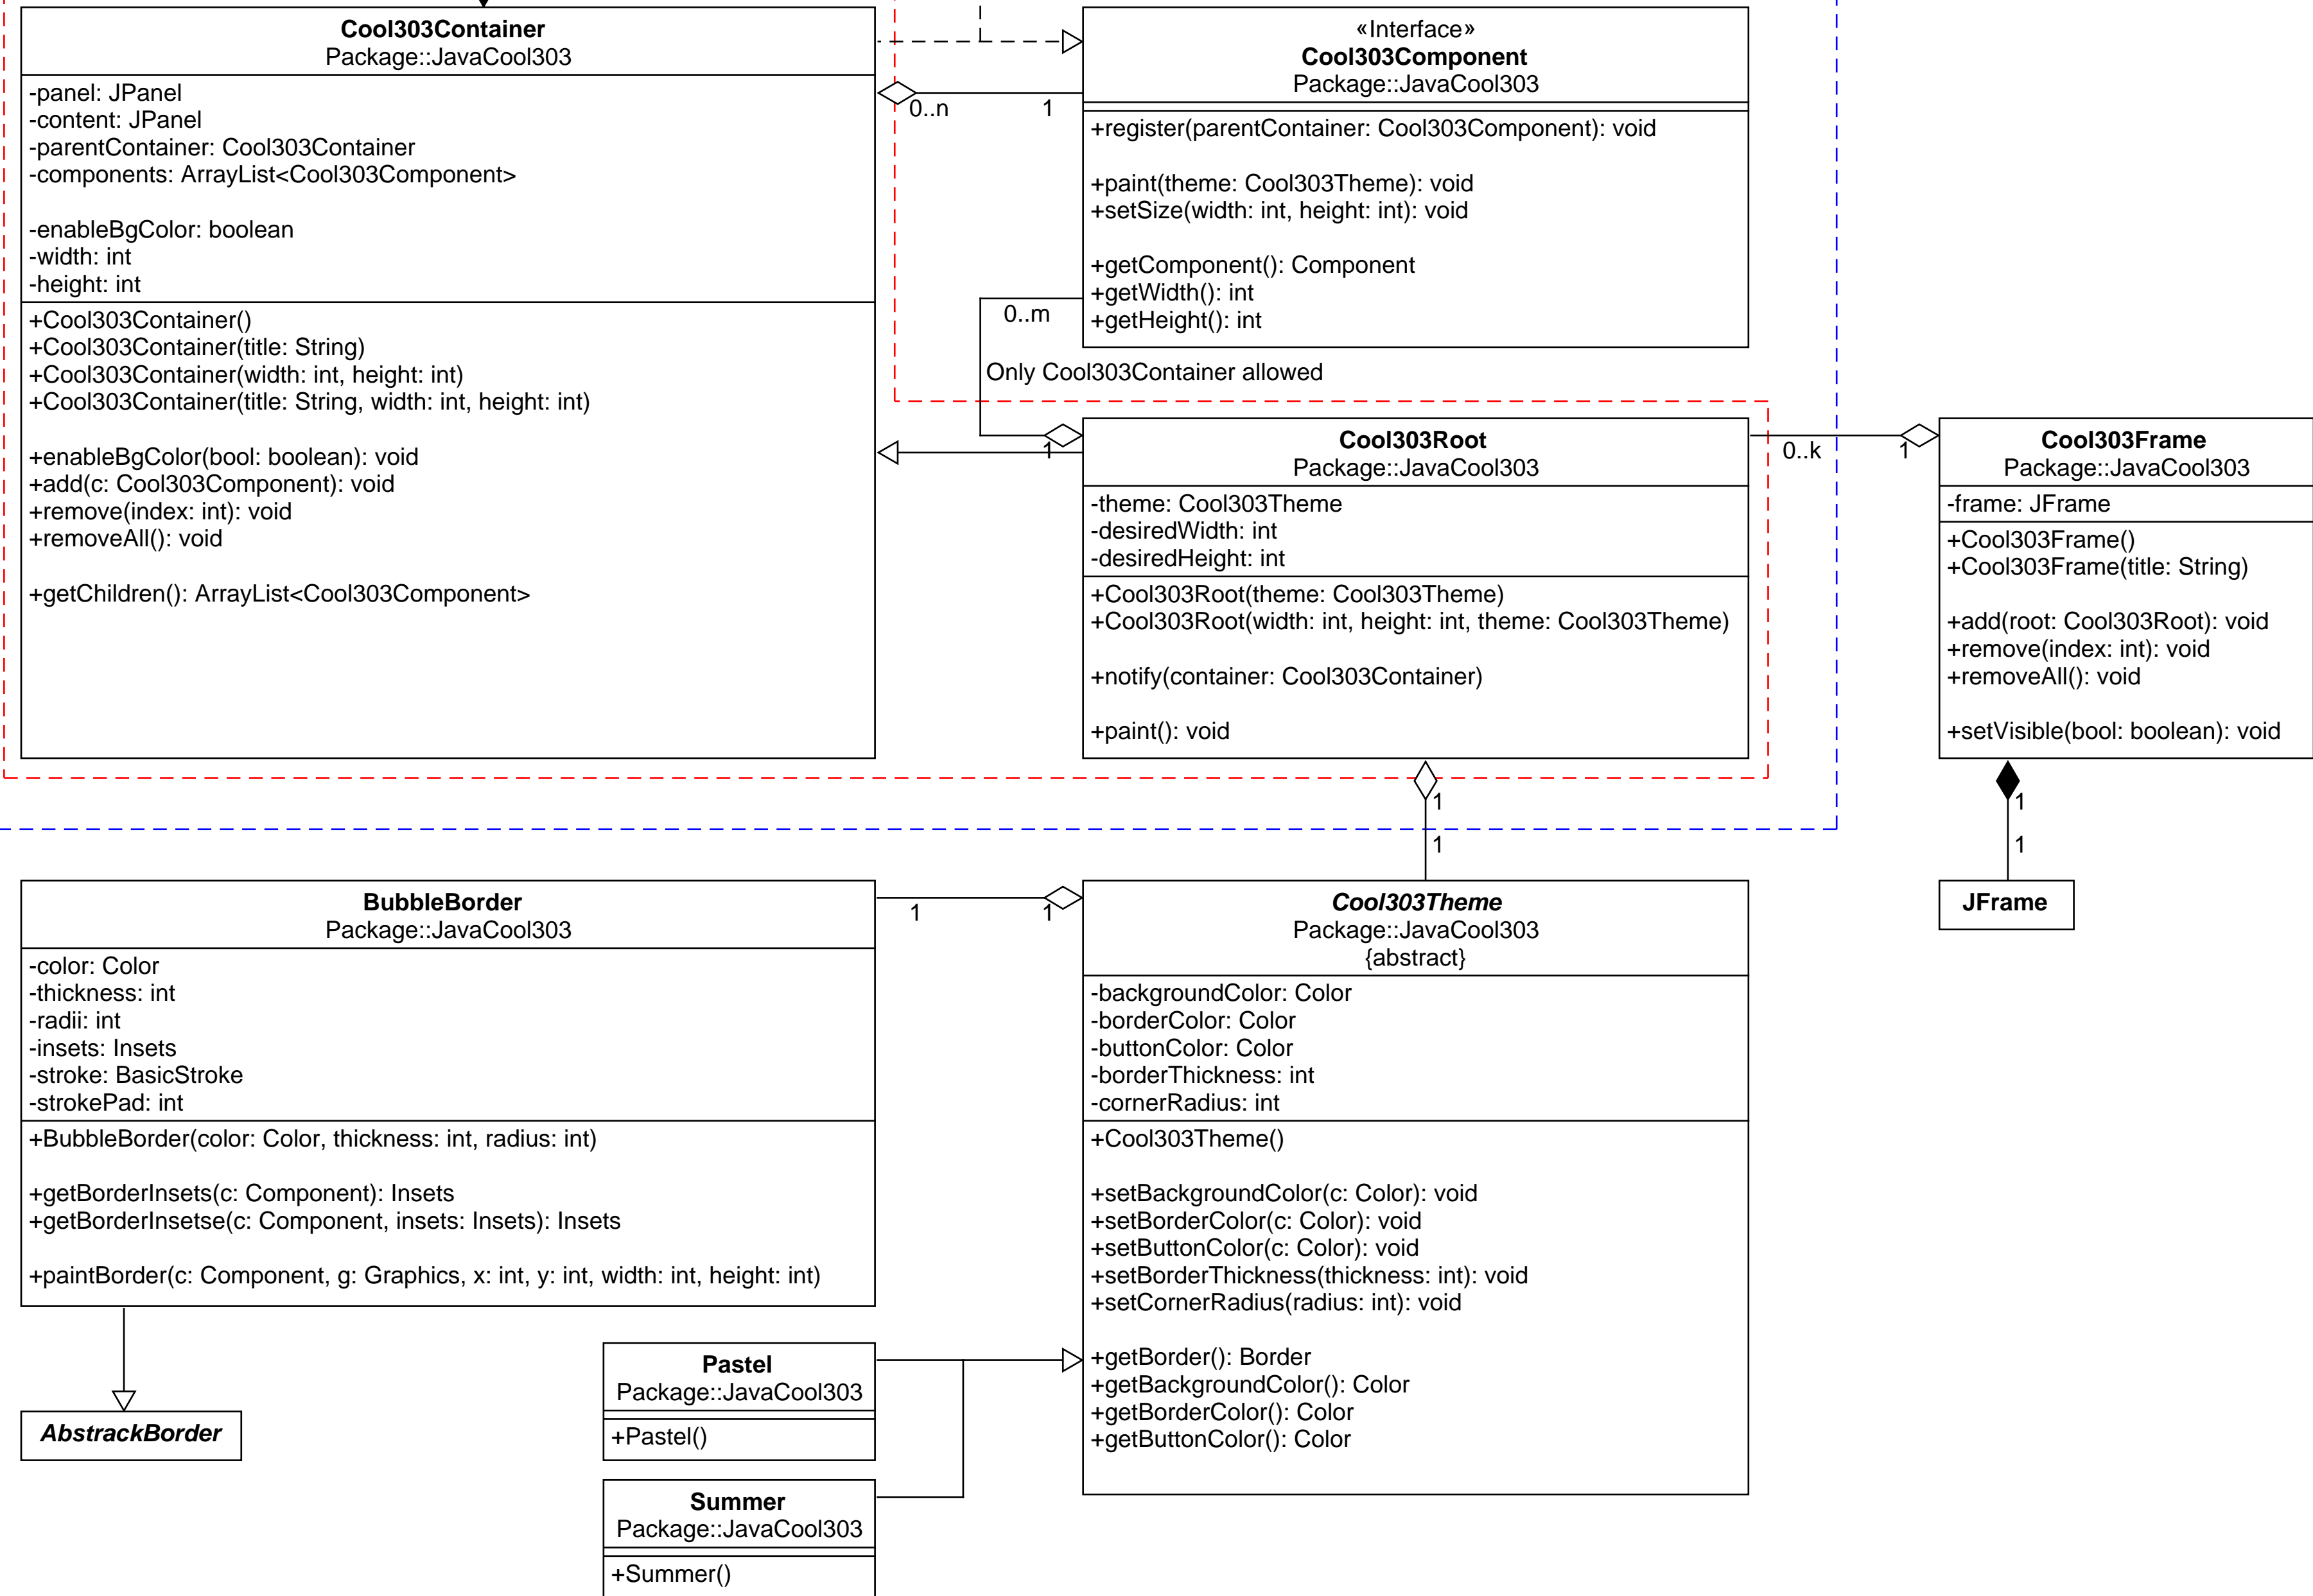 Cool303Container
Package::JavaCool303
-panel: JPanel
-content: JPanel
-parentContainer: Cool303Container
-components: ArrayList<Cool303Component>
-enableBgColor: boolean
-width: int
-height: int
+Cool303Container()
+Cool303Container(title: String)
+Cool303Container(width: int, height: int)
+Cool303Container(title: String, width: int, height: int)
+enableBgColor(bool: boolean): void
+add(c: Cool303Component): void
+remove(index: int): void
+removeAll(): void
+getChildren(): ArrayList<Cool303Component>
0..n
1
«Interface»
Cool303Component
Package::JavaCool303
+register(parentContainer: Cool303Component): void
+paint(theme: Cool303Theme): void
+setSize(width: int, height: int): void
+getComponent(): Component
+getWidth(): int
+getHeight(): int
0..m
Only Cool303Container allowed
1
Cool303Root
Package::JavaCool303
-theme: Cool303Theme
-desiredWidth: int
-desiredHeight: int
+Cool303Root(theme: Cool303Theme)
+Cool303Root(width: int, height: int, theme: Cool303Theme)
+notify(container: Cool303Container)
+paint(): void
0..k
1
Cool303Frame
Package::JavaCool303
-frame: JFrame
+Cool303Frame()
+Cool303Frame(title: String)
+add(root: Cool303Root): void
+remove(index: int): void
+removeAll(): void
+setVisible(bool: boolean): void
1
1
1
1
JFrame
BubbleBorder
Package::JavaCool303
-color: Color
-thickness: int
-radii: int
-insets: Insets
-stroke: BasicStroke
-strokePad: int
+BubbleBorder(color: Color, thickness: int, radius: int)
+getBorderInsets(c: Component): Insets
+getBorderInsetse(c: Component, insets: Insets): Insets
+paintBorder(c: Component, g: Graphics, x: int, y: int, width: int, height: int)
1
1
Cool303Theme
Package::JavaCool303
{abstract}
-backgroundColor: Color
-borderColor: Color
-buttonColor: Color
-borderThickness: int
-cornerRadius: int
+Cool303Theme()
+setBackgroundColor(c: Color): void
+setBorderColor(c: Color): void
+setButtonColor(c: Color): void
+setBorderThickness(thickness: int): void
+setCornerRadius(radius: int): void
+getBorder(): Border
+getBackgroundColor(): Color
+getBorderColor(): Color
+getButtonColor(): Color
AbstrackBorder
Pastel
Package::JavaCool303
+Pastel()
Summer
Package::JavaCool303
+Summer()